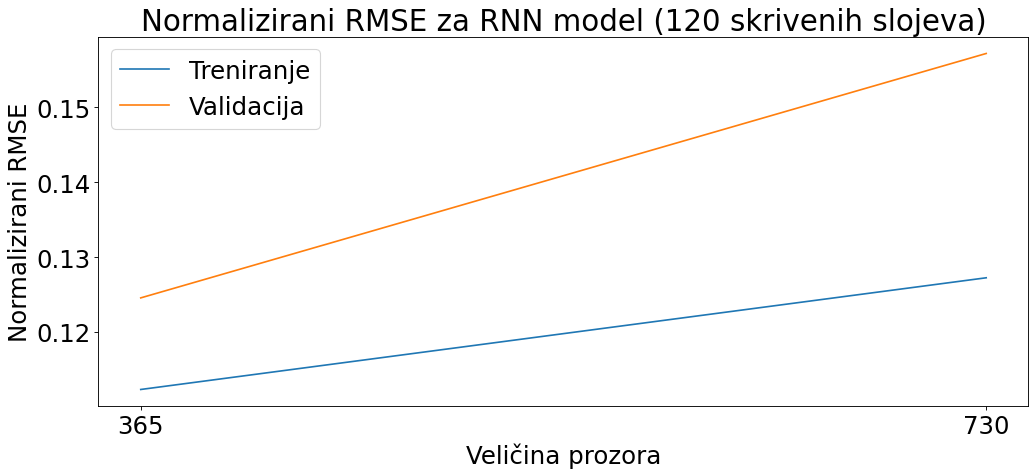 Normalizirani RMSE za RNN model (120 skrivenih slojeva)
Treniranje
Validacija
Normalizirani RMSE
0.15
0.14
0.13
0.12
365
730
Veličina prozora